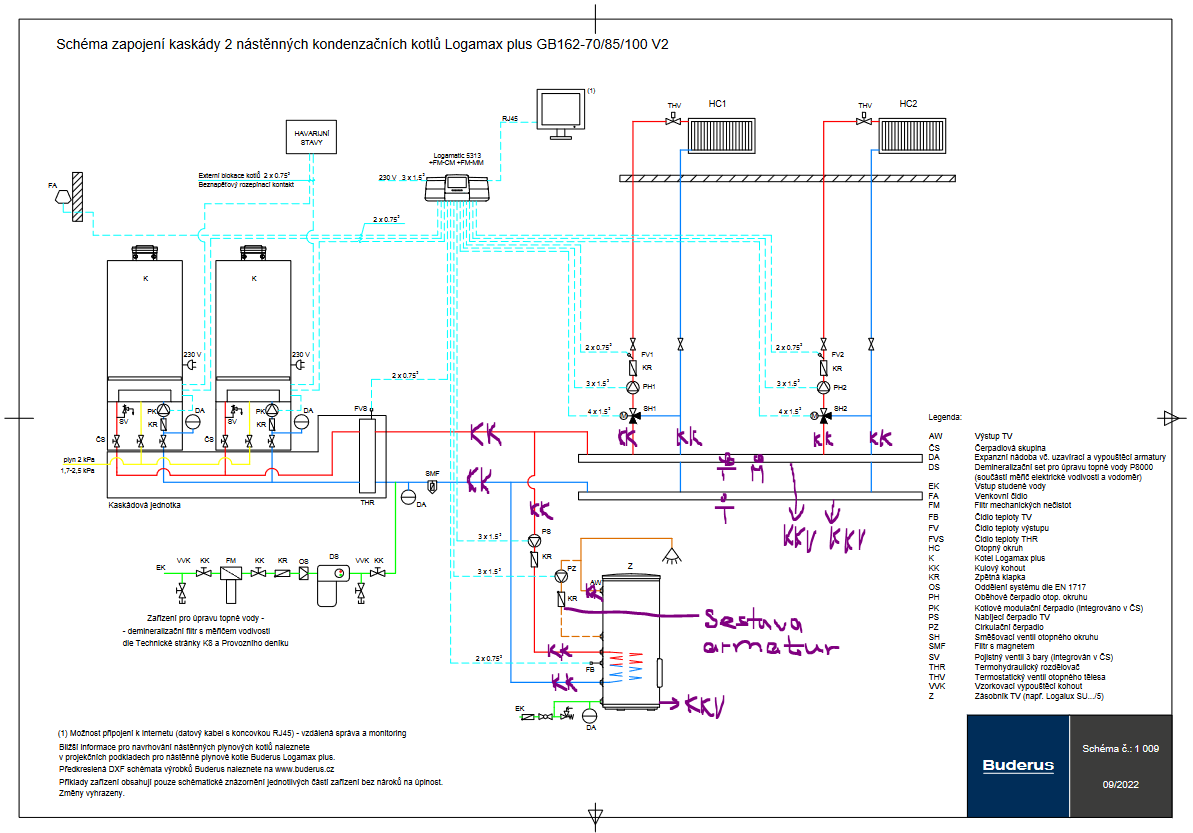 Schéma zapojení kaskády 2 nástěnných kondenzačních kotlů Logamax plus GB162-70/85/100 V2
(1)
THV
HC1
THV
HC2
RJ45
HAVARIJNÍ
STAVY
Logamatic 5313
+FM-CM +FM-MM
230 V 3 x 1.5²
Externí blokace kotlů 2 x 0.75²
Beznapěťový rozepínací kontakt
FA
2 x 0.75²
K
K
230 V
230 V
2 x 0.75²
FV1
KR
2 x 0.75²
FV2
KR
2 x 0.75²
3 x 1.5²
PH1
3 x 1.5²
PH2
4 x 1.5²
SH1
4 x 1.5²
SH2
SV
PK
KR
DA
SV
PK
KR
DA
FVS
ČS
ČS
KK
KK
KK
KK
KK
plyn 2 kPa
1,7-2,5 kPa
SMF
KK
M
DA
THR
Kaskádová jednotka
KK
KKV
KKV
3 x 1.5²
PS
KR
EK
VVK
KK
FM
KK
KR
OS
DS
VVK
KK
3 x 1.5²
PZ
Z
AW
KK
KR
Sestava
armatur
Zařízení pro úpravu topné vody -
- demineralizační filtr s měřičem vodivosti
dle Technické stránky K8 a Provozního deníku
KK
2 x 0.75²
FB
KK
KKV
EK
DA
Legenda:
AW Výstup TV
ČS Čerpadlová skupina
DA Expanzní nádoba vč. uzavírací a vypouštěcí armatury
DS Demineralizační set pro úpravu topné vody P8000
(součástí měřič elektrické vodivosti a vodoměr)
EK Vstup studené vody
FA Venkovní čidlo
FM Filtr mechanických nečistot
FB Čidlo teploty TV
FV Čidlo teploty výstupu
FVS Čidlo teploty THR
HC Otopný okruh
K Kotel Logamax plus
KK Kulový kohout
KR Zpětná klapka
OS Oddělení systému dle EN 1717
PH Oběhové čerpadlo otop. okruhu
PK Kotlové modulační čerpadlo (integrováno v ČS)
PS Nabíjecí čerpadlo TV
PZ Cirkulační čerpadlo
SH Směšovací ventil otopného okruhu
SMF Filtr s magnetem
SV Pojistný ventil 3 bary (integrován v ČS)
THR Termohydraulický rozdělovač
THV Termostatický ventil otopného tělesa
VVK Vzorkovací vypouštěcí kohout
Z Zásobník TV (např. Logalux SU.../5)
(1) Možnost připojení k internetu (datový kabel s koncovkou RJ45) - vzdálená správa a monitoring
Bližší informace pro navrhování nástěnných plynových kotlů naleznete
v projekčních podkladech pro nástěnné plynové kotle Buderus Logamax plus.
Předkreslená DXF schémata výrobků Buderus naleznete na www.buderus.cz
Příklady zařízení obsahují pouze schématické znázornění jednotlivých částí zařízení bez nároků na úplnost.
Změny vyhrazeny.
Buderus
Schéma č.: 1 009
09/2022